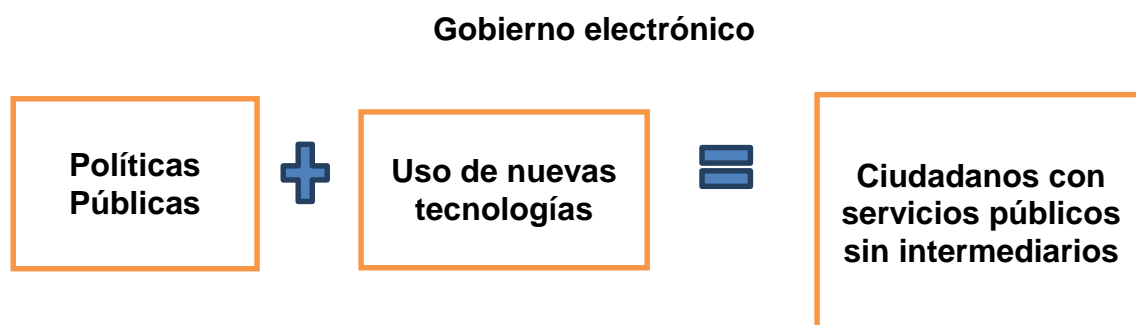 Gobierno electrónico
Políticas
Públicas
Uso de nuevas
tecnologías
Ciudadanos con
servicios públicos
sin intermediarios